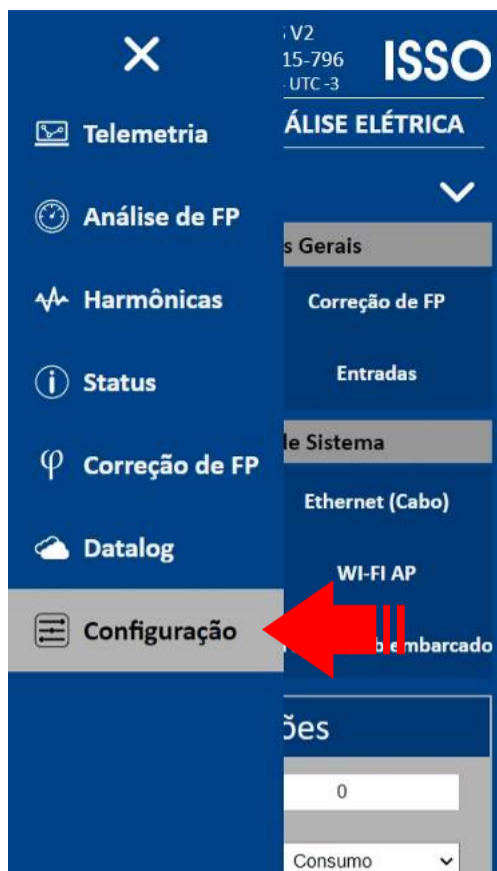 V2
15-796
UTC -3
ISSO
ÁLISE ELÉTRICA
Telemetria
Análise de FP
Harmônicas
Status
φ Correção de FP
Datalog
Configuração
s Gerais
Correção de FP
Entradas
de Sistema
Ethernet (Cabo)
WI-FI AP
embarcado
ões
0
Consumo